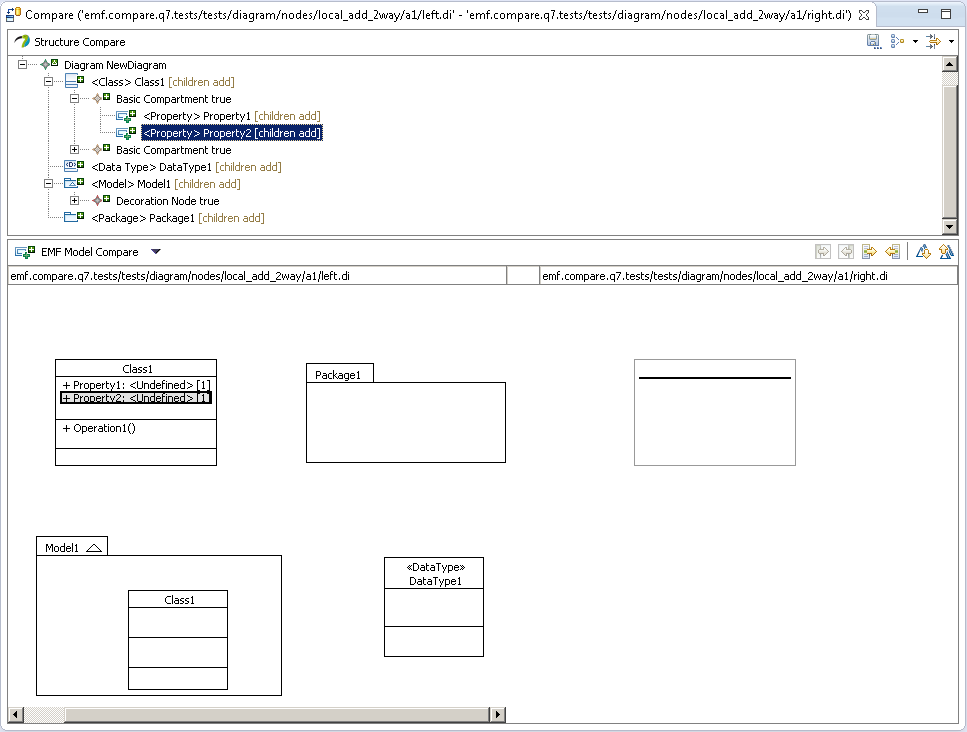 Compare ('emf.compare.q7.tests/tests/diagram/nodes/local_add_2way/a1/left.di' - 'emf.compare.q7.tests/tests/diagram/nodes/local_add_2way/a1/right.di')
Structure Compare
Diagram NewDiagram
<Class> Class1 [children add]
Basic Compartment true
<Property> Property1 [children add]
<Property> Property2 [children add]
Basic Compartment true
<Data Type> DataType1 [children add]
<Model> Model1 [children add]
Decoration Node true
<Package> Package1 [children add]
EMF Model Compare
emf.compare.q7.tests/tests/diagram/nodes/local_add_2way/a1/left.di
emf.compare.q7.tests/tests/diagram/nodes/local_add_2way/a1/right.di
Class1
+ Property1: <Undefined> [1]
+ Property2: <Undefined> [1]
+ Operation1()
Package1
Model1
Class1
«DataType»
DataType1